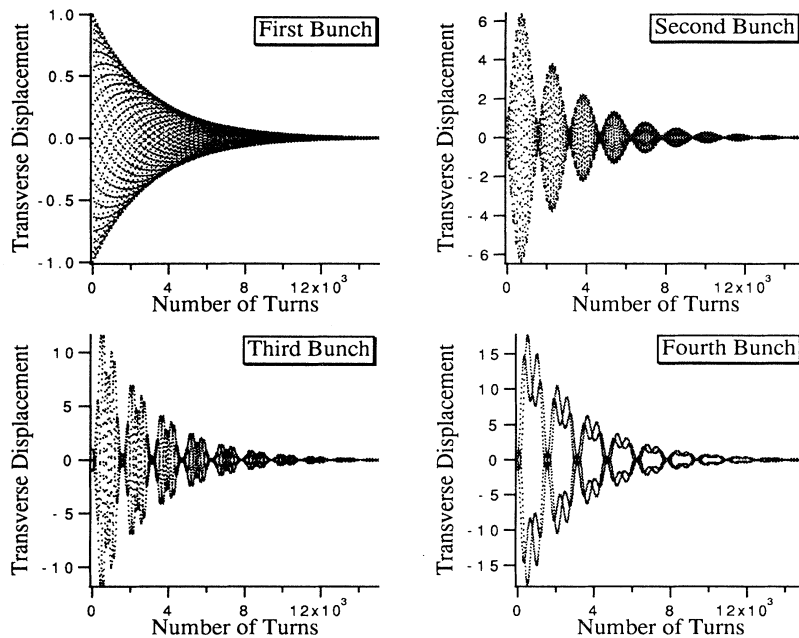 First Bunch
Transverse Displacement
1.0
0.5
0.0
-0.5
-1.0
0
4
8
12x10³
Number of Turns
Second Bunch
Transverse Displacement
6
4
2
0
-2
-4
-6
0
4
8
12x10³
Number of Turns
Third Bunch
Transverse Displacement
10
5
0
-5
-10
0
4
8
12x10³
Number of Turns
Fourth Bunch
Transverse Displacement
15
10
5
0
-5
-10
-15
0
4
8
12x10³
Number of Turns